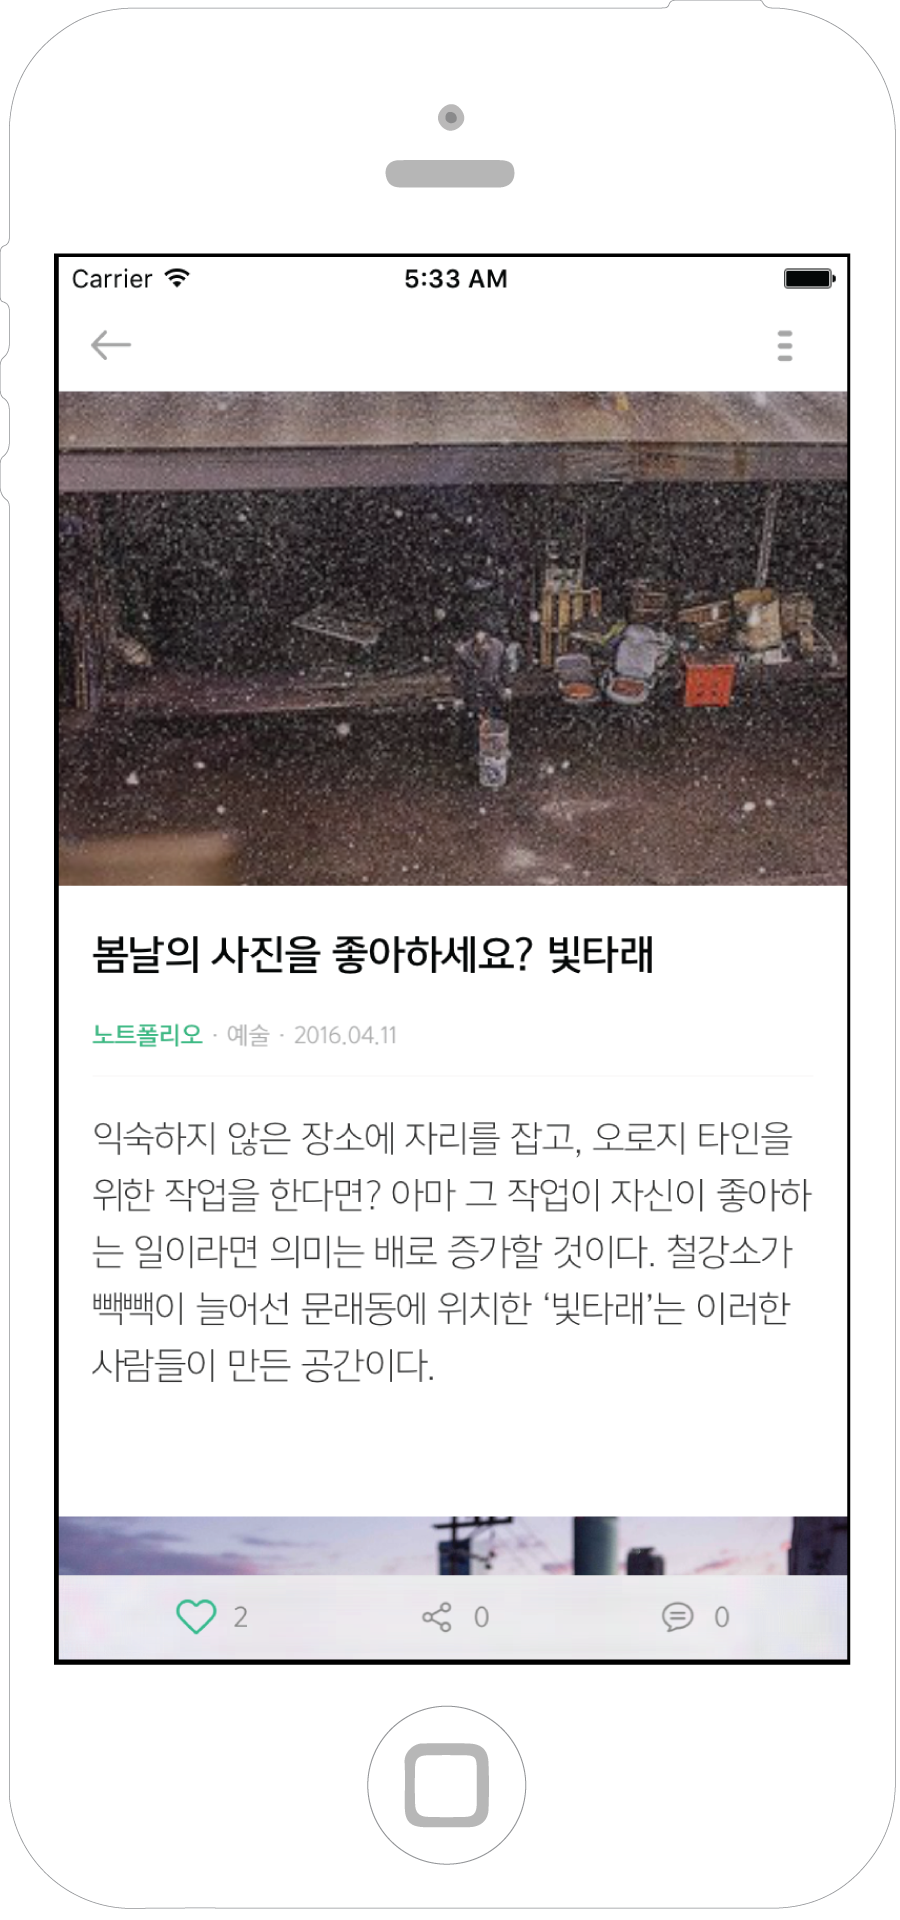 Carrier 5:33 AM
봄날의 사진을 좋아하세요? 빛타래
노트폴리오 · 예술 · 2016.04.11
익숙하지 않은 장소에 자리를 잡고, 오로지 타인을
위한 작업을 한다면? 아마 그 작업이 자신이 좋아하
는 일이라면 의미는 배로 증가할 것이다. 철강소가
빽빽이 늘어선 문래동에 위치한 ‘빛타래’는 이러한
사람들이 만든 공간이다.
2 0 0